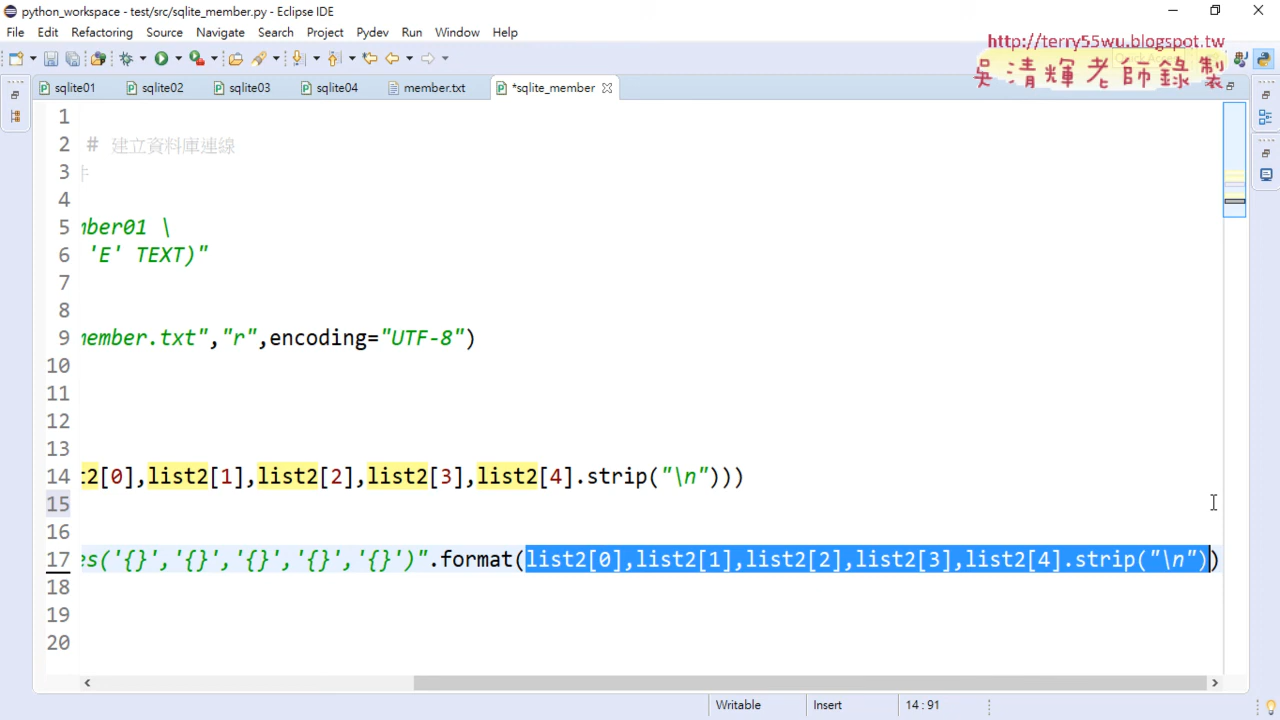 python_workspace - test/src/sqlite_member.py - Eclipse IDE
File Edit Refactoring Source Navigate Search Project Pydev Run Window Help
http://terry55wu.blogspot.tw
吳清輝老師錄製
sqlite01 sqlite02 sqlite03 sqlite04 member.txt *sqlite_member
1
2 # 建立資料庫連線
3
4
5 mber01 \
6 'E' TEXT)"
7
8
9 member.txt","r",encoding="UTF-8")
10
11
12
13
14 t2[0],list2[1],list2[2],list2[3],list2[4].strip("\n")))
15
16
17 es('{}','{}','{}','{}','{}')".format(list2[0],list2[1],list2[2],list2[3],list2[4].strip("\n"))
18
19
20
Writable Insert 14 : 91